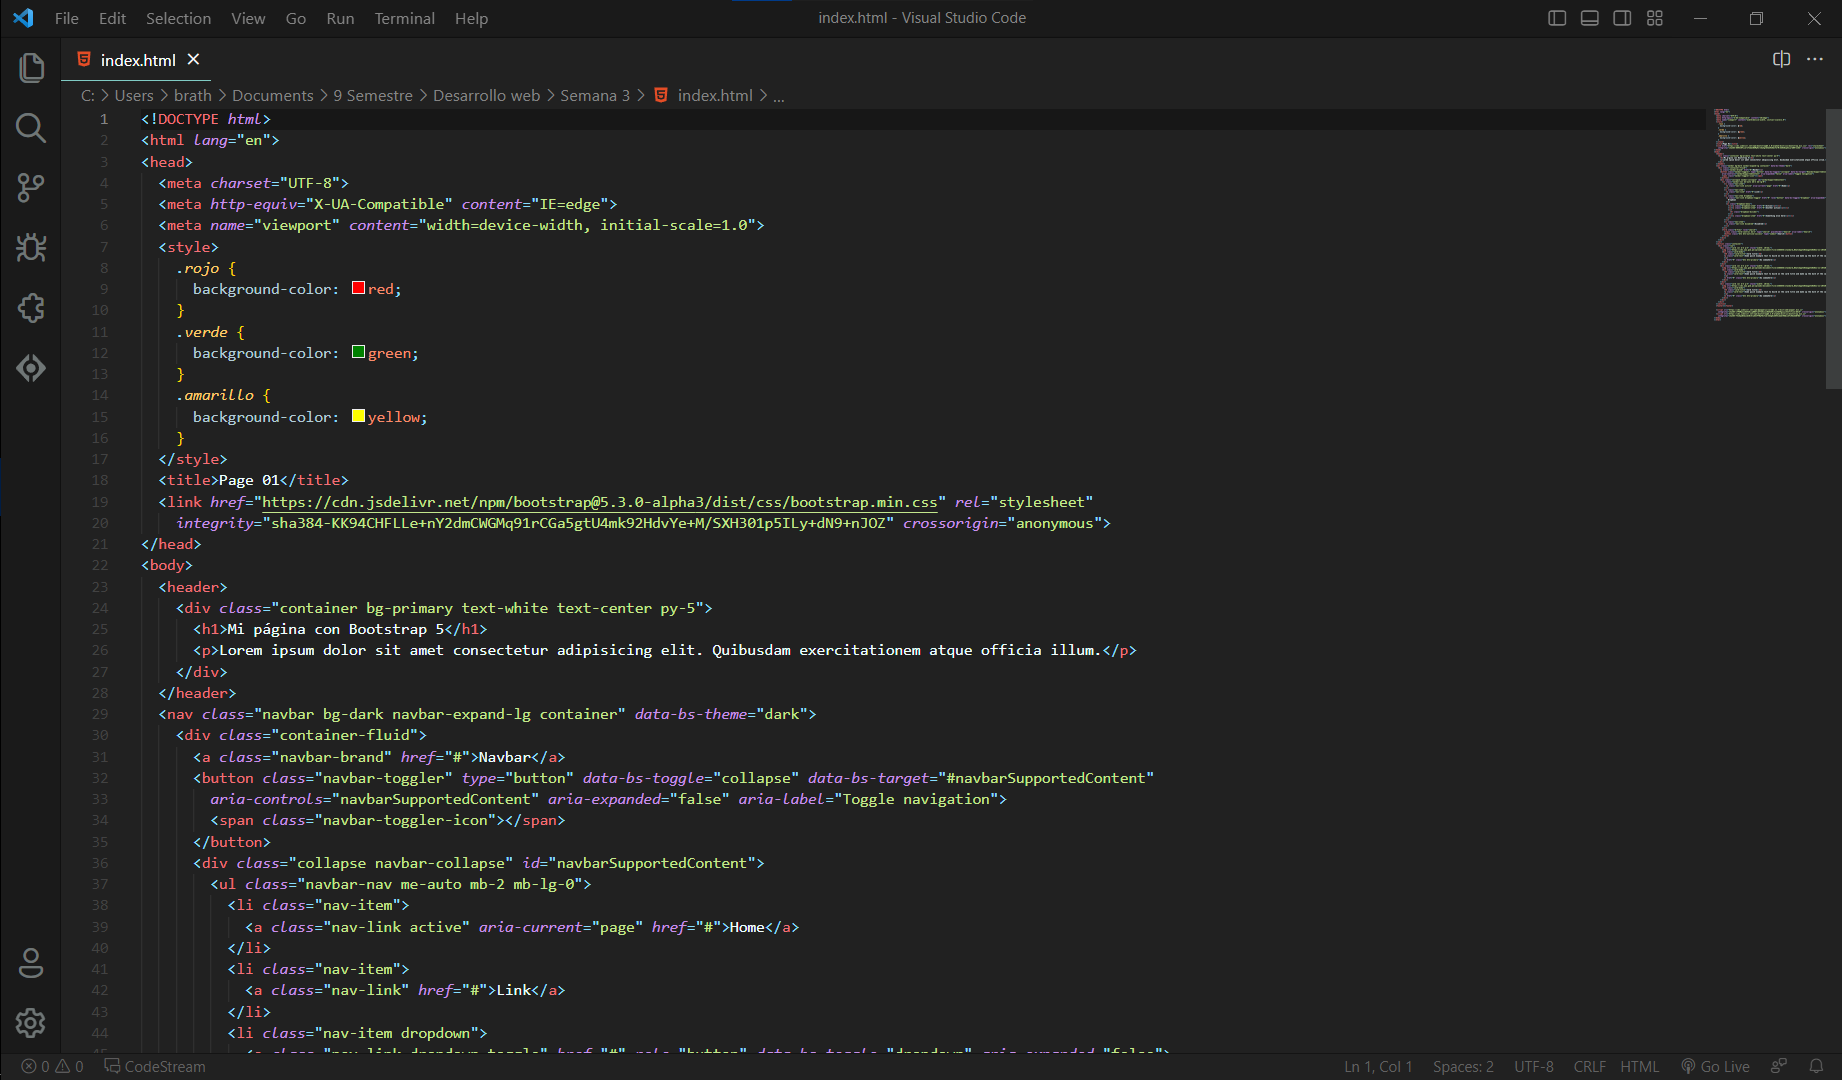 File Edit Selection View Go Run Terminal Help
index.html - Visual Studio Code
index.html
C: > Users > brath > Documents > 9 Semestre > Desarrollo web > Semana 3 > index.html > ...
1 <!DOCTYPE html>
2 <html lang="en">
3 <head>
4 <meta charset="UTF-8">
5 <meta http-equiv="X-UA-Compatible" content="IE=edge">
6 <meta name="viewport" content="width=device-width, initial-scale=1.0">
7 <style>
8 .rojo {
9 background-color: red;
10 }
11 .verde {
12 background-color: green;
13 }
14 .amarillo {
15 background-color: yellow;
16 }
17 </style>
18 <title>Page 01</title>
19 <link href="https://cdn.jsdelivr.net/npm/bootstrap@5.3.0-alpha3/dist/css/bootstrap.min.css" rel="stylesheet"
20 integrity="sha384-KK94CHFLLe+nY2dmCWGMq91rCGa5gtU4mk92HdvYe+M/SXH301p5ILy+dN9+nJOZ" crossorigin="anonymous">
21 </head>
22 <body>
23 <header>
24 <div class="container bg-primary text-white text-center py-5">
25 <h1>Mi página con Bootstrap 5</h1>
26 <p>Lorem ipsum dolor sit amet consectetur adipisicing elit. Quibusdam exercitationem atque officia illum.</p>
27 </div>
28 </header>
29 <nav class="navbar bg-dark navbar-expand-lg container" data-bs-theme="dark">
30 <div class="container-fluid">
31 <a class="navbar-brand" href="#">Navbar</a>
32 <button class="navbar-toggler" type="button" data-bs-toggle="collapse" data-bs-target="#navbarSupportedContent"
33 aria-controls="navbarSupportedContent" aria-expanded="false" aria-label="Toggle navigation">
34 <span class="navbar-toggler-icon"></span>
35 </button>
36 <div class="collapse navbar-collapse" id="navbarSupportedContent">
37 <ul class="navbar-nav me-auto mb-2 mb-lg-0">
38 <li class="nav-item">
39 <a class="nav-link active" aria-current="page" href="#">Home</a>
40 </li>
41 <li class="nav-item">
42 <a class="nav-link" href="#">Link</a>
43 </li>
44 <li class="nav-item dropdown">
45 <a class="nav-link dropdown-toggle" href="#" role="button" data-bs-toggle="dropdown" aria-expanded="false">
0 0 CodeStream Ln 1, Col 1 Spaces: 2 UTF-8 CRLF HTML Go Live